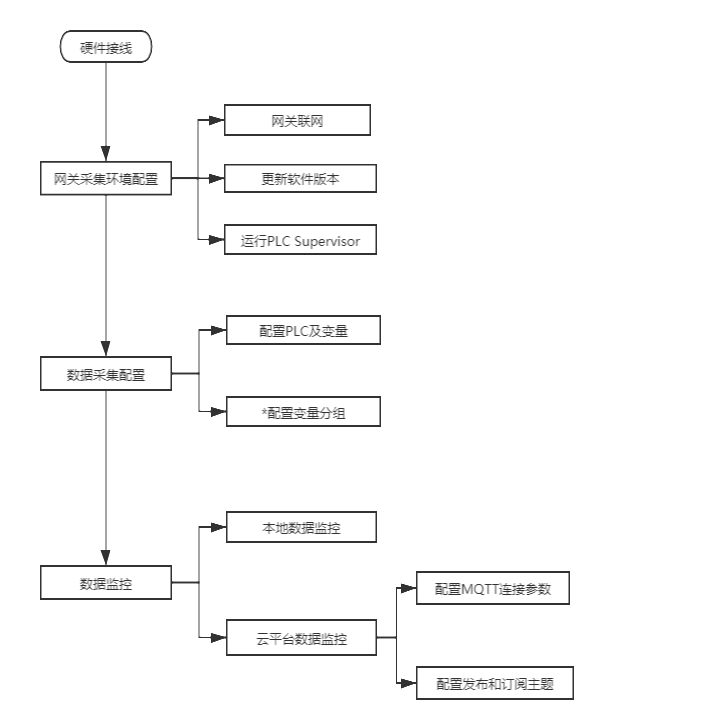 硬件接线
网关联网
网关采集环境配置
更新软件版本
运行PLC Supervisor
配置PLC及变量
数据采集配置
*配置变量分组
本地数据监控
数据监控
配置MQTT连接参数
云平台数据监控
配置发布和订阅主题